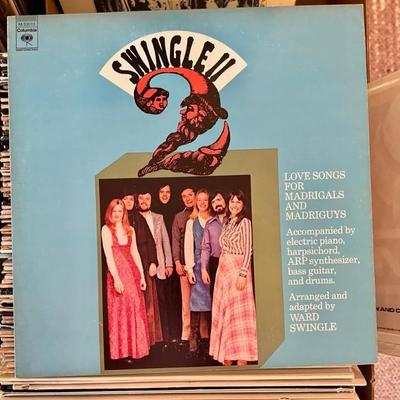 Columbia
SWINGLE II
2
LOVE SONGS
FOR
MADRIGALS
AND
MADRIGUYS
Accompanied by
electric piano,
harpsichord,
ARP synthesizer,
bass guitar,
and drums.
Arranged and
adapted by
WARD
SWINGLE